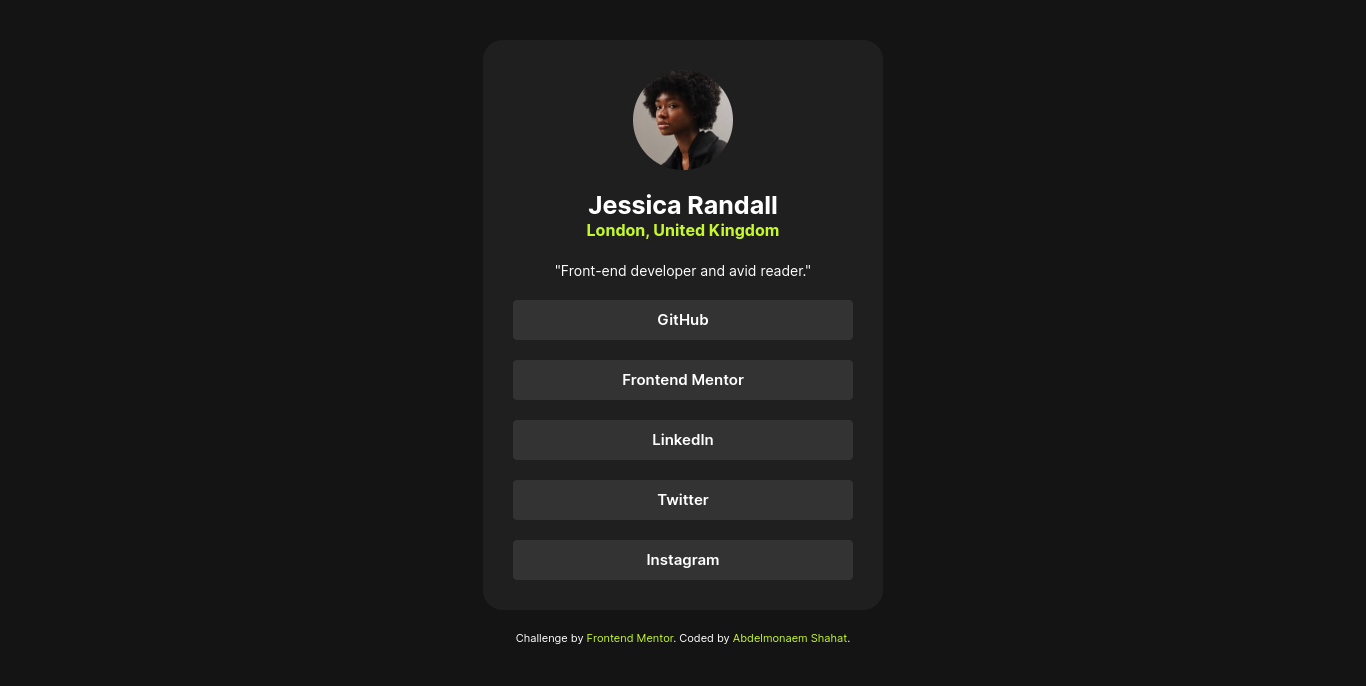 Jessica Randall
London, United Kingdom
"Front-end developer and avid reader."
GitHub
Frontend Mentor
LinkedIn
Twitter
Instagram
Challenge by Frontend Mentor. Coded by Abdelmonaem Shahat.